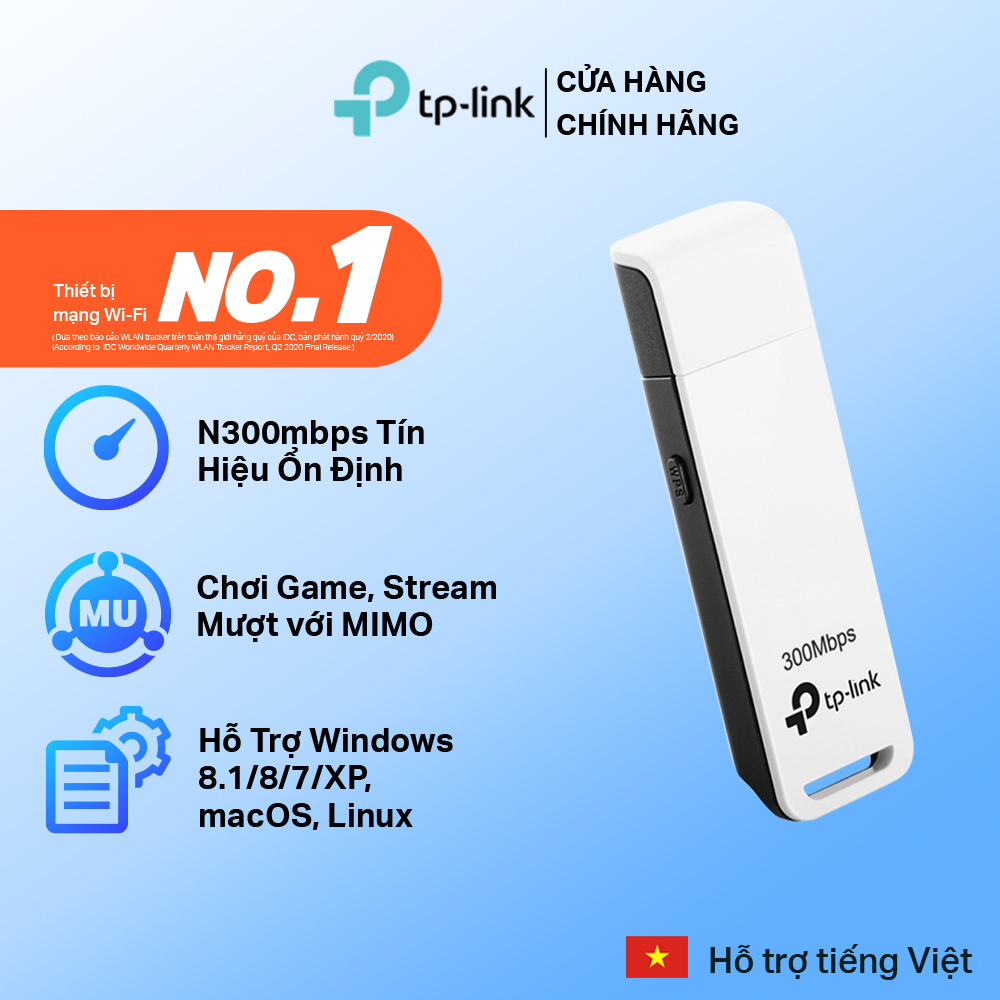 tp-link
CỬA HÀNG
CHÍNH HÃNG
Thiết bị
mạng Wi-Fi
NO.1
( Dựa theo báo cáo WLAN tracker trên toàn thế giới hằng quý của IDC, bản phát hành quý 2/2020)
(According to IDC Worldwide Quarterly WLAN Tracker Report, Q2 2020 Final Release.)
N300mbps Tín
Hiệu Ổn Định
MU
Chơi Game, Stream
Mượt với MIMO
Hỗ Trợ Windows
8.1/8/7/XP,
macOS, Linux
WPS
300Mbps
tp-link
Hỗ trợ tiếng Việt